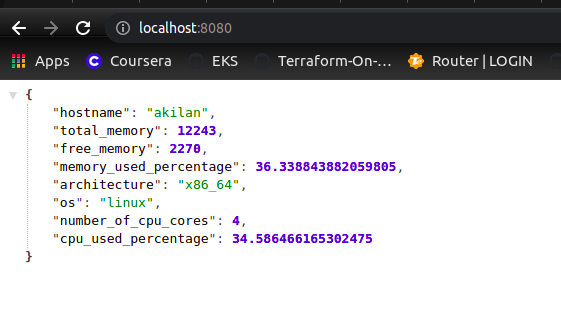 localhost:8080
Apps Coursera EKS Terraform-On-… Router | LOGIN
{
"hostname": "akilan",
"total_memory": 12243,
"free_memory": 2270,
"memory_used_percentage": 36.338843882059805,
"architecture": "x86_64",
"os": "linux",
"number_of_cpu_cores": 4,
"cpu_used_percentage": 34.586466165302475
}